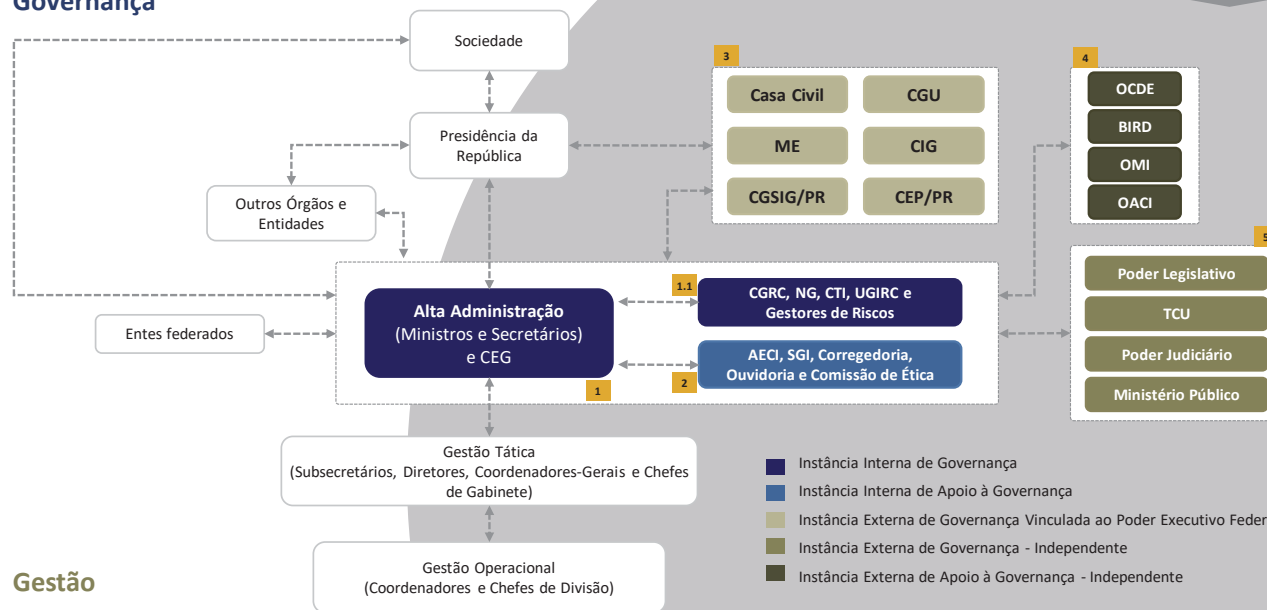 Governança
Sociedade
Presidência da
República
Outros Órgãos e
Entidades
Entes federados
3
Casa Civil
CGU
ME
CIG
CGSIG/PR
CEP/PR
4
OCDE
BIRD
OMI
OACI
5
Poder Legislativo
TCU
Poder Judiciário
Ministério Público
Alta Administração
(Ministros e Secretários)
e CEG
1
1.1
CGRC, NG, CTI, UGIRC e
Gestores de Riscos
AECI, SGI, Corregedoria,
Ouvidoria e Comissão de Ética
2
Gestão Tática
(Subsecretários, Diretores, Coordenadores-Gerais e Chefes
de Gabinete)
Gestão Operacional
(Coordenadores e Chefes de Divisão)
Instância Interna de Governança
Instância Interna de Apoio à Governança
Instância Externa de Governança Vinculada ao Poder Executivo Feder
Instância Externa de Governança - Independente
Instância Externa de Apoio à Governança - Independente
Gestão